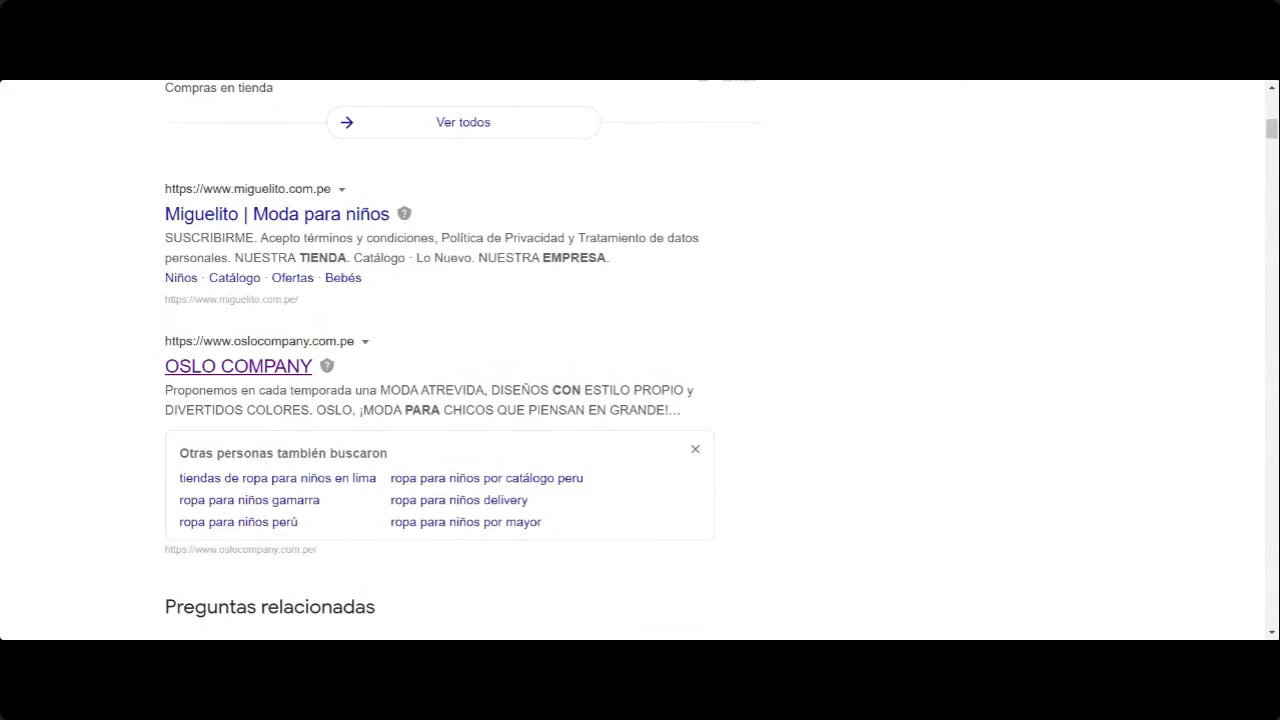 Compras en tienda
Ver todos
https://www.miguelito.com.pe
Miguelito | Moda para niños
SUSCRIBIRME. Acepto términos y condiciones, Política de Privacidad y Tratamiento de datos
personales. NUESTRA TIENDA. Catálogo · Lo Nuevo. NUESTRA EMPRESA.
Niños · Catálogo · Ofertas · Bebés
https://www.miguelito.com.pe/
https://www.oslocompany.com.pe
OSLO COMPANY
Proponemos en cada temporada una MODA ATREVIDA, DISEÑOS CON ESTILO PROPIO y
DIVERTIDOS COLORES. OSLO, ¡MODA PARA CHICOS QUE PIENSAN EN GRANDE!...
Otras personas también buscaron
tiendas de ropa para niños en lima ropa para niños por catálogo peru
ropa para niños gamarra ropa para niños delivery
ropa para niños perú ropa para niños por mayor
https://www.oslocompany.com.pe/
Preguntas relacionadas